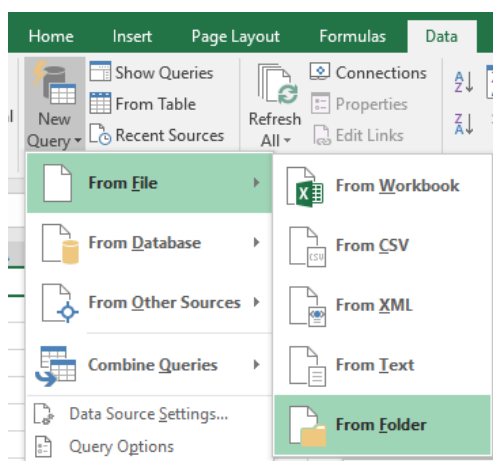 Home Insert Page Layout Formulas Data
Show Queries
From Table
Recent Sources
New
Query
Refresh
All
Connections
Properties
Edit Links
From File
From Database
From Other Sources
Combine Queries
Data Source Settings...
Query Options
From Workbook
From CSV
From XML
From Text
From Folder